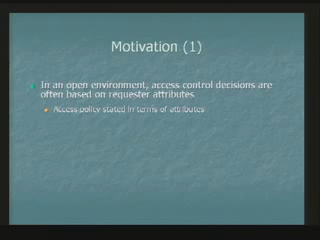 Motivation (1)
In an open environment, access control decisions are
often based on requester attributes
Access policy stated in terms of attributes